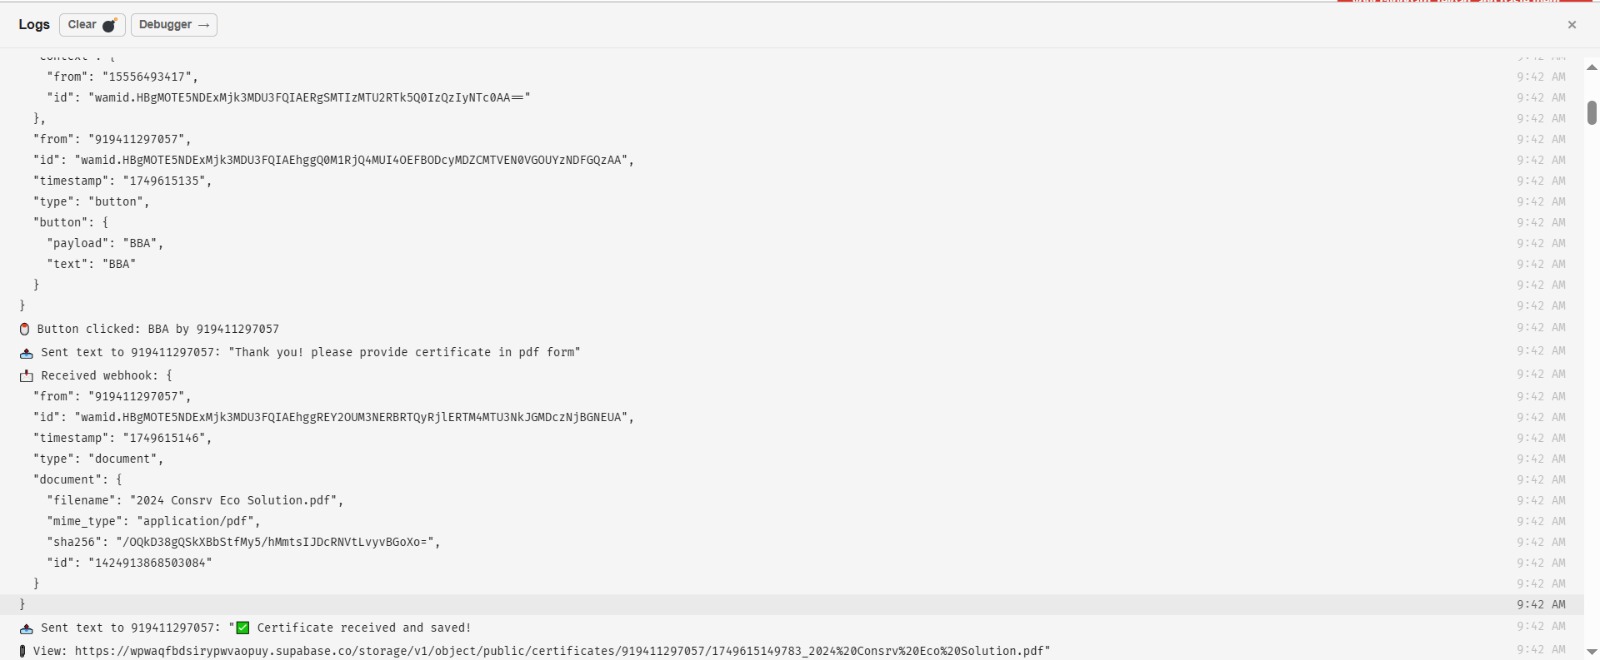 Logs
Clear
Debugger →
×
"context": {
9:42 AM
"from": "15556493417",
9:42 AM
"id": "wamid.HBgMOTE5NDExMjk3MDU3FQIAERgSMTIzMTU2RTk5Q0IzQzIyNTc0AA=="
9:42 AM
},
9:42 AM
"from": "919411297057",
9:42 AM
"id": "wamid.HBgMOTE5NDExMjk3MDU3FQIAEhggQ0M1RjQ4MUI4OEFBODcyMDZCMTVEN0VGOUYzNDFGQzAA",
9:42 AM
"timestamp": "1749615135",
9:42 AM
"type": "button",
9:42 AM
"button": {
9:42 AM
"payload": "BBA",
9:42 AM
"text": "BBA"
9:42 AM
}
9:42 AM
}
9:42 AM
Button clicked: BBA by 919411297057
9:42 AM
Sent text to 919411297057: "Thank you! please provide certificate in pdf form"
9:42 AM
Received webhook: {
9:42 AM
"from": "919411297057",
9:42 AM
"id": "wamid.HBgMOTE5NDExMjk3MDU3FQIAEhggREY2OUM3NERBRTQyRjlERTM4MTU3NkJGMDczNjBGNEUA",
9:42 AM
"timestamp": "1749615146",
9:42 AM
"type": "document",
9:42 AM
"document": {
9:42 AM
"filename": "2024 Consrv Eco Solution.pdf",
9:42 AM
"mime_type": "application/pdf",
9:42 AM
"sha256": "/OQkD38gQSkXBbStfMy5/hMmtsIJDcRNVtLvyvBGoXo=",
9:42 AM
"id": "1424913868503084"
9:42 AM
}
9:42 AM
}
9:42 AM
Sent text to 919411297057: "✅ Certificate received and saved!
9:42 AM
View: https://wpwaqfbdsirypwvaopuy.supabase.co/storage/v1/object/public/certificates/919411297057/1749615149783_2024%20Consrv%20Eco%20Solution.pdf"
9:42 AM